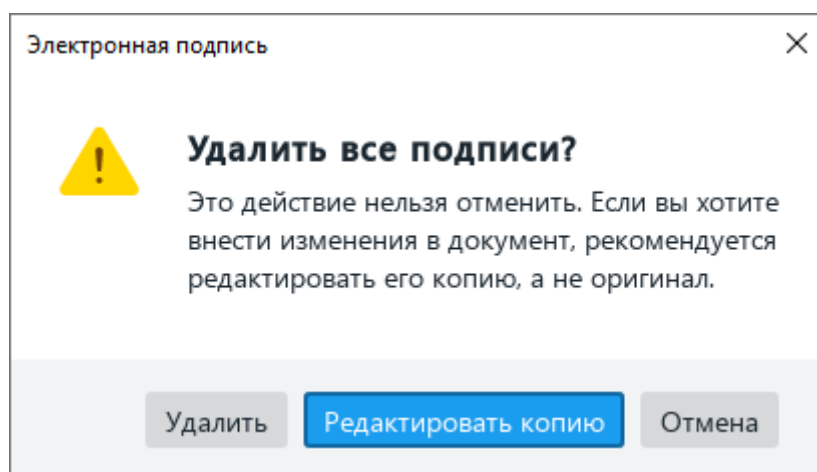 Электронная подпись
Удалить все подписи?
Это действие нельзя отменить. Если вы хотите
внести изменения в документ, рекомендуется
редактировать его копию, а не оригинал.
Удалить
Редактировать копию
Отмена